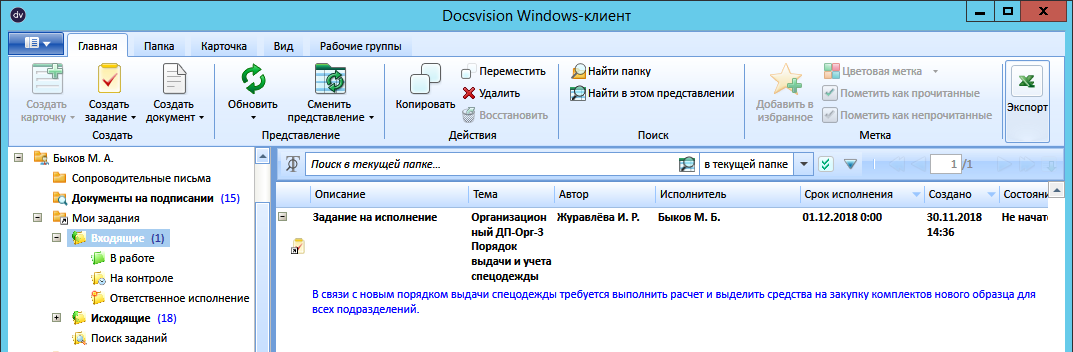 dv
Docsvision Windows-клиент
Главная Папка Карточка Вид Рабочие группы
Создать карточку
Создать задание
Создать документ
Создать
Обновить
Сменить представление
Представление
Копировать
Переместить
Удалить
Восстановить
Действия
Найти папку
Найти в этом представлении
Поиск
Добавить в избранное
Цветовая метка
Пометить как прочитанные
Пометить как непрочитанные
Метка
Экспорт
Быков М. А.
Сопроводительные письма
Документы на подписании (15)
Мои задания
Входящие (1)
В работе
На контроле
Ответственное исполнение
Исходящие (18)
Поиск заданий
Поиск в текущей папке... в текущей папке 1 /1
Описание Тема Автор Исполнитель Срок исполнения Создано Состояни
Задание на исполнение Организацион Журавлёва И. Р. Быков М. Б. 01.12.2018 0:00 30.11.2018 Не начато
ный ДП-Орг-3 14:36
Порядок
выдачи и учета
спецодежды
В связи с новым порядком выдачи спецодежды требуется выполнить расчет и выделить средства на закупку комплектов нового образца для
всех подразделений.